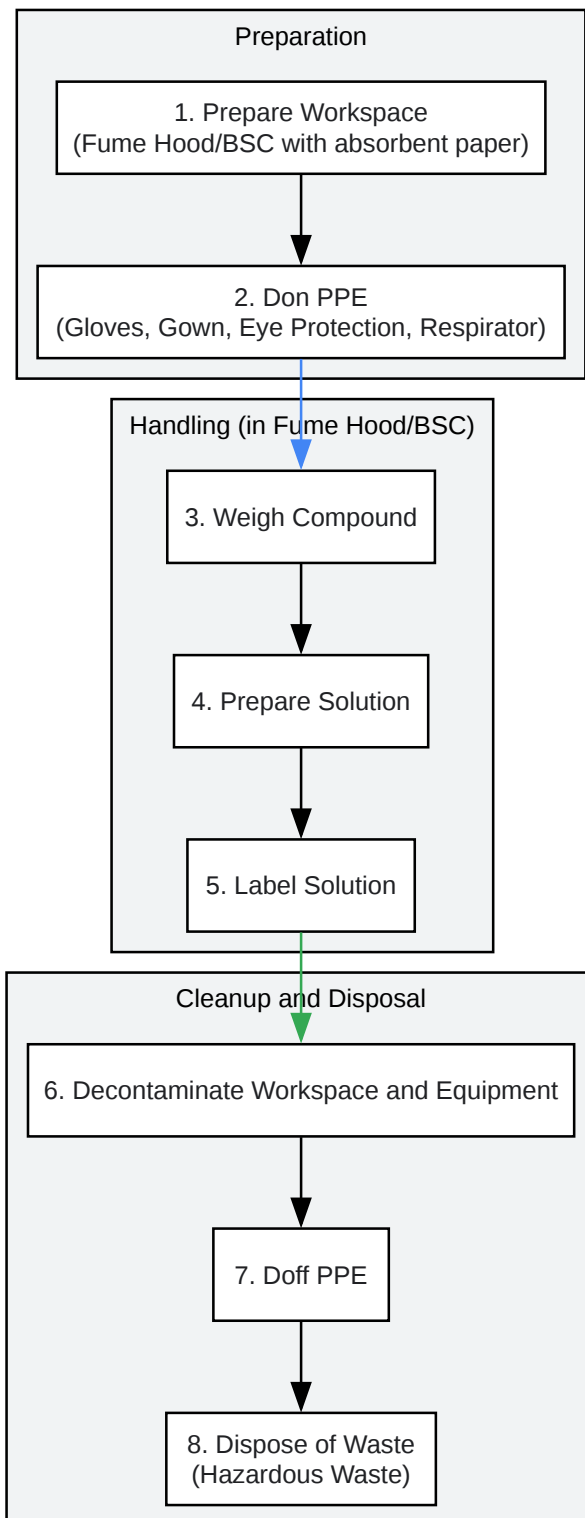 Preparation
1. Prepare Workspace
(Fume Hood/BSC with absorbent paper)
2. Don PPE
(Gloves, Gown, Eye Protection, Respirator)
Handling (in Fume Hood/BSC)
3. Weigh Compound
4. Prepare Solution
5. Label Solution
Cleanup and Disposal
6. Decontaminate Workspace and Equipment
7. Doff PPE
8. Dispose of Waste
(Hazardous Waste)